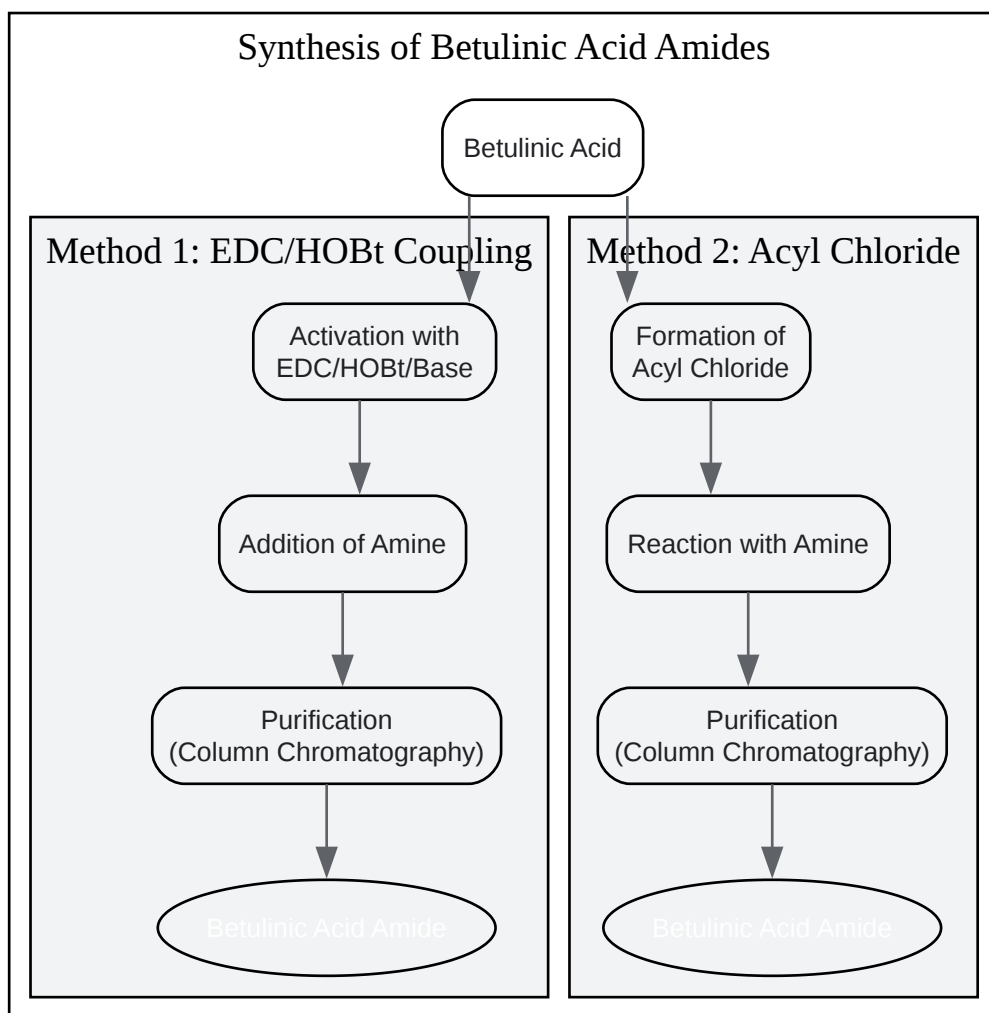 Synthesis of Betulinic Acid Amides
Betulinic Acid
Method 1: EDC/HOBt Coupling
Activation with
EDC/HOBt/Base
Addition of Amine
Purification
(Column Chromatography)
Betulinic Acid Amide
Method 2: Acyl Chloride
Formation of
Acyl Chloride
Reaction with Amine
Purification
(Column Chromatography)
Betulinic Acid Amide